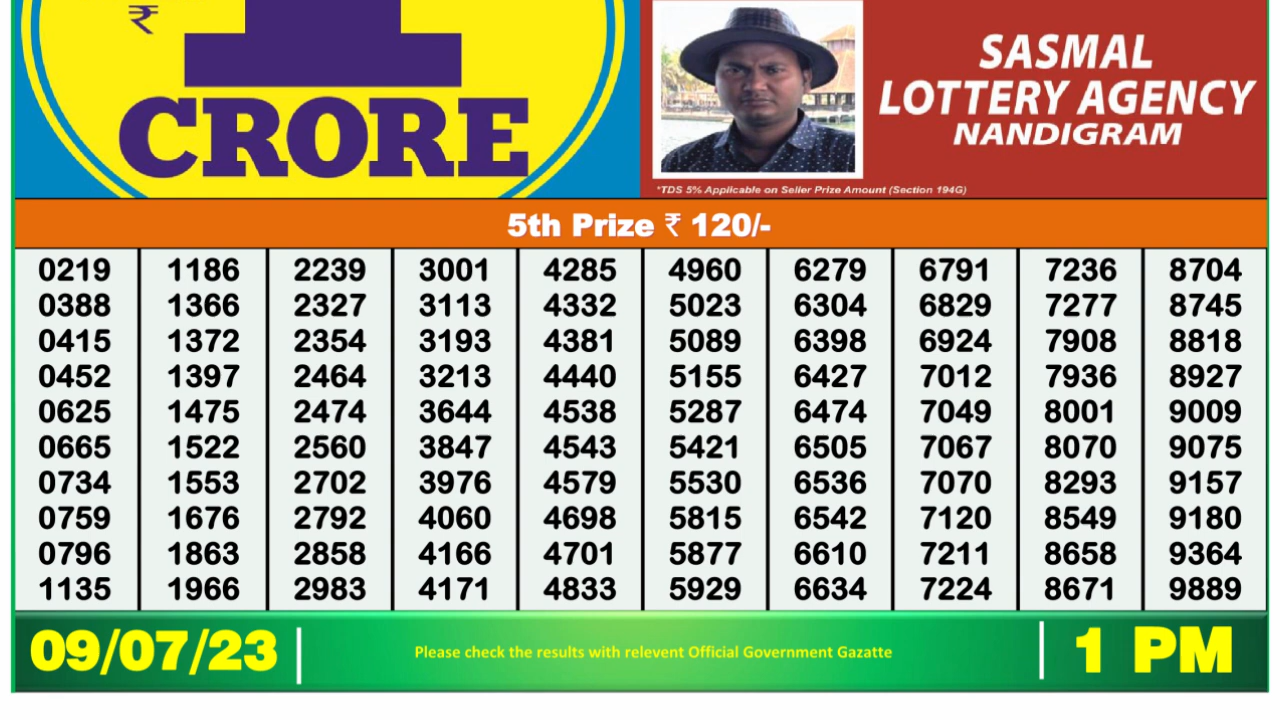 ₹
CRORE
SASMAL
LOTTERY AGENCY
NANDIGRAM
*TDS 5% Applicable on Seller Prize Amount (Section 194G)
5th Prize ₹ 120/-
0219 1186 2239 3001 4285 4960 6279 6791 7236 8704
0388 1366 2327 3113 4332 5023 6304 6829 7277 8745
0415 1372 2354 3193 4381 5089 6398 6924 7908 8818
0452 1397 2464 3213 4440 5155 6427 7012 7936 8927
0625 1475 2474 3644 4538 5287 6474 7049 8001 9009
0665 1522 2560 3847 4543 5421 6505 7067 8070 9075
0734 1553 2702 3976 4579 5530 6536 7070 8293 9157
0759 1676 2792 4060 4698 5815 6542 7120 8549 9180
0796 1863 2858 4166 4701 5877 6610 7211 8658 9364
1135 1966 2983 4171 4833 5929 6634 7224 8671 9889
09/07/23
Please check the results with relevent Official Government Gazatte
1 PM